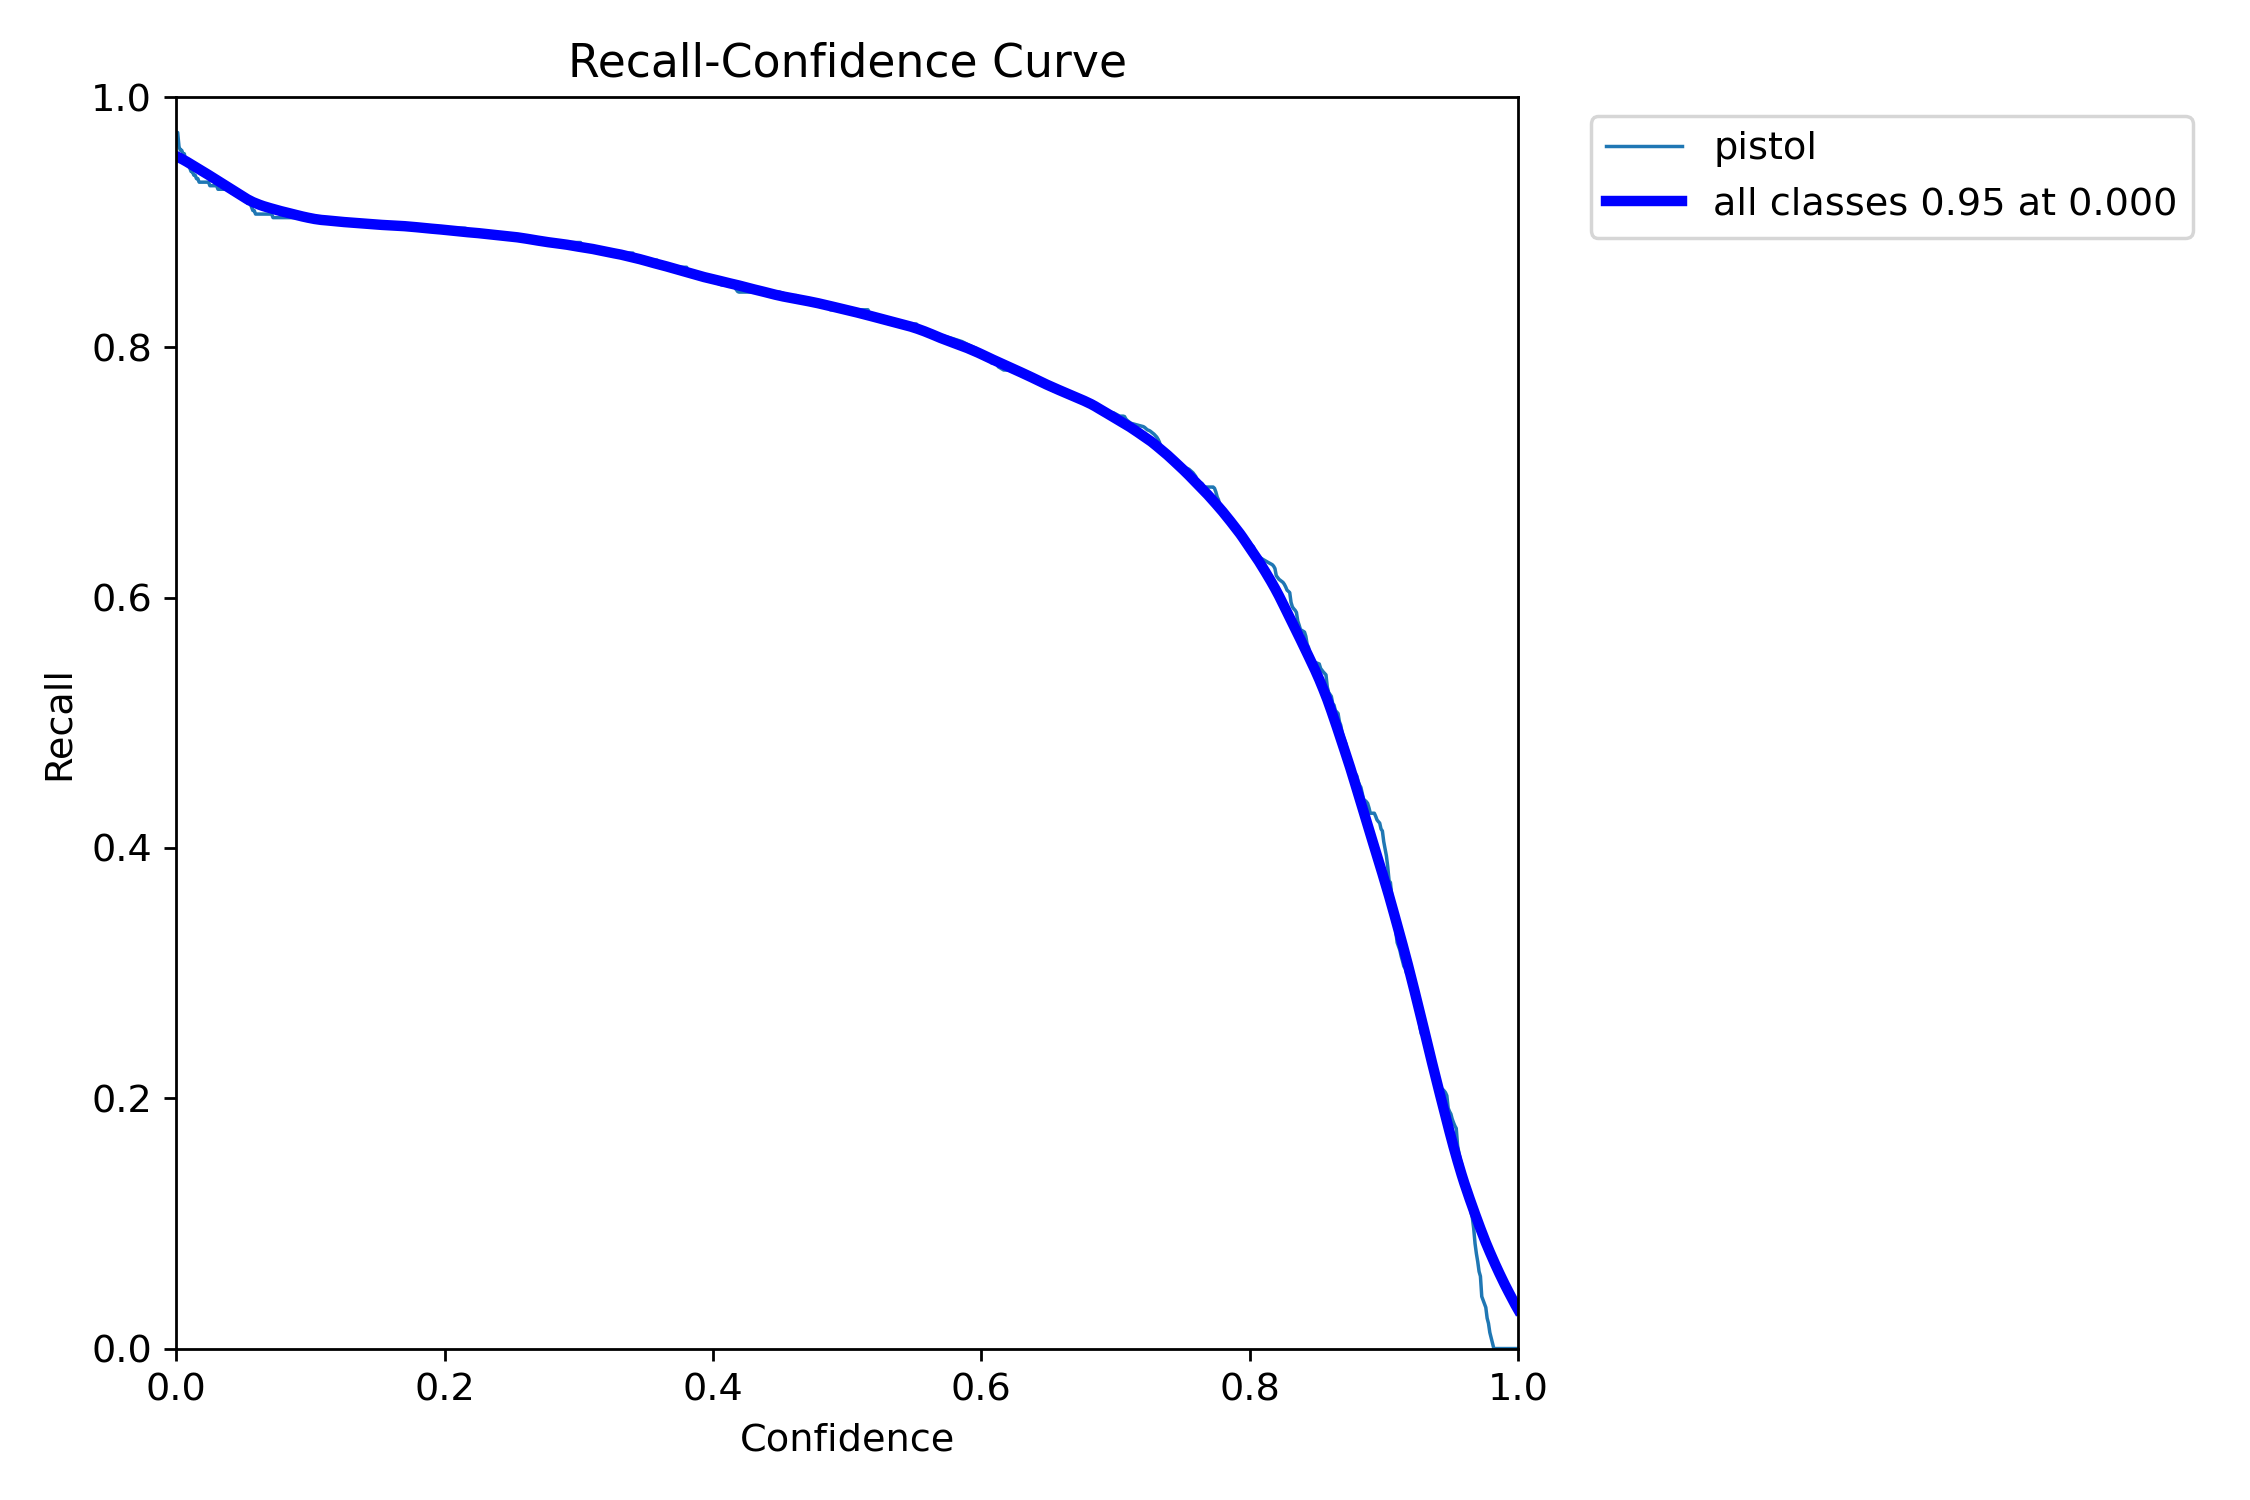 Recall-Confidence Curve
1.0
0.8
0.6
0.4
0.2
0.0
Recall
0.0 0.2 0.4 0.6 0.8 1.0
Confidence
pistol
all classes 0.95 at 0.000